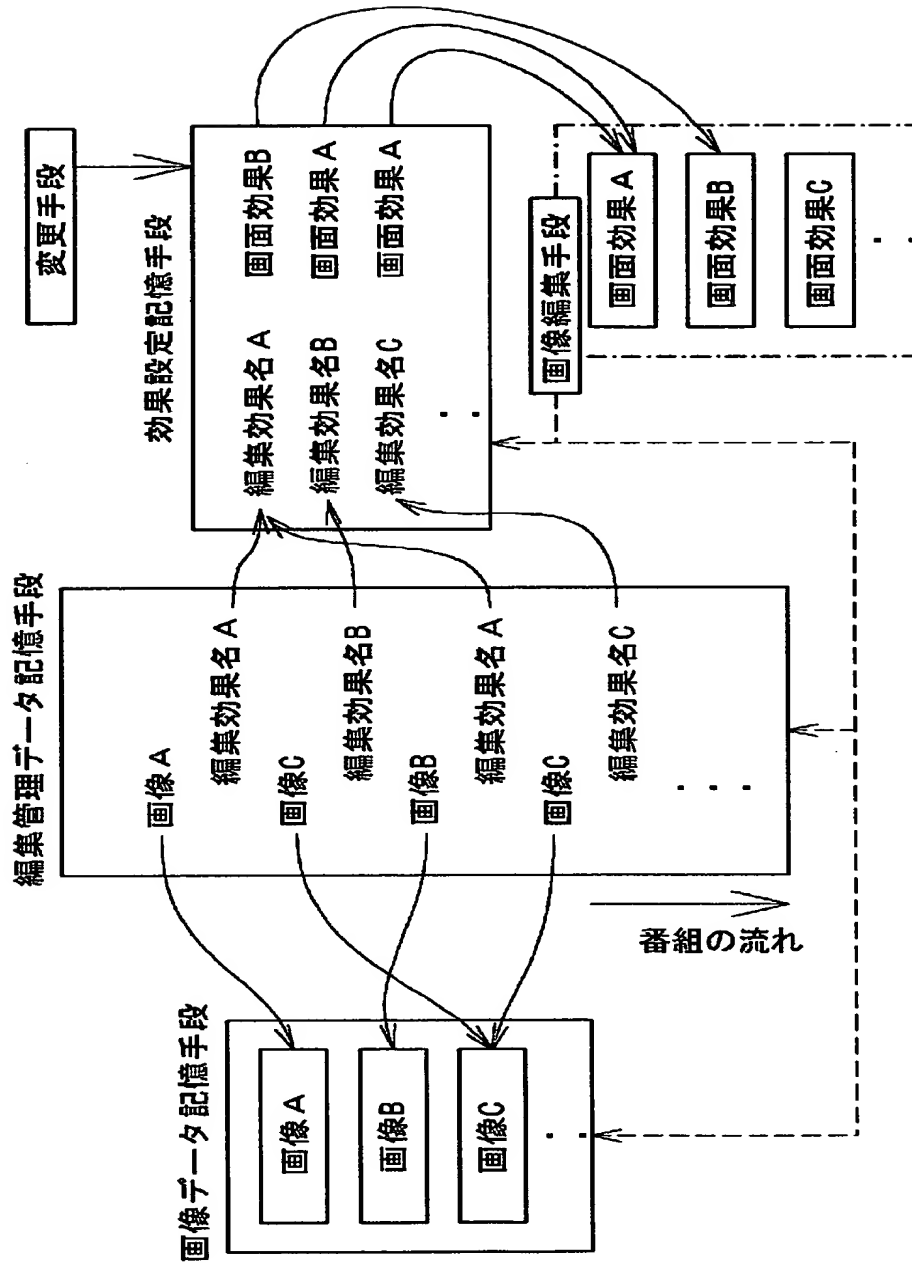 画像データ記憶手段
画像A
画像B
画像C
編集管理データ記憶手段
画像A
編集効果名A
画像C
編集効果名B
画像B
編集効果名A
画像C
編集効果名C
番組の流れ
変更手段
効果設定記憶手段
編集効果名A 画面効果B
編集効果名B 画面効果A
編集効果名C 画面効果A
画像編集手段
画面効果A
画面効果B
画面効果C